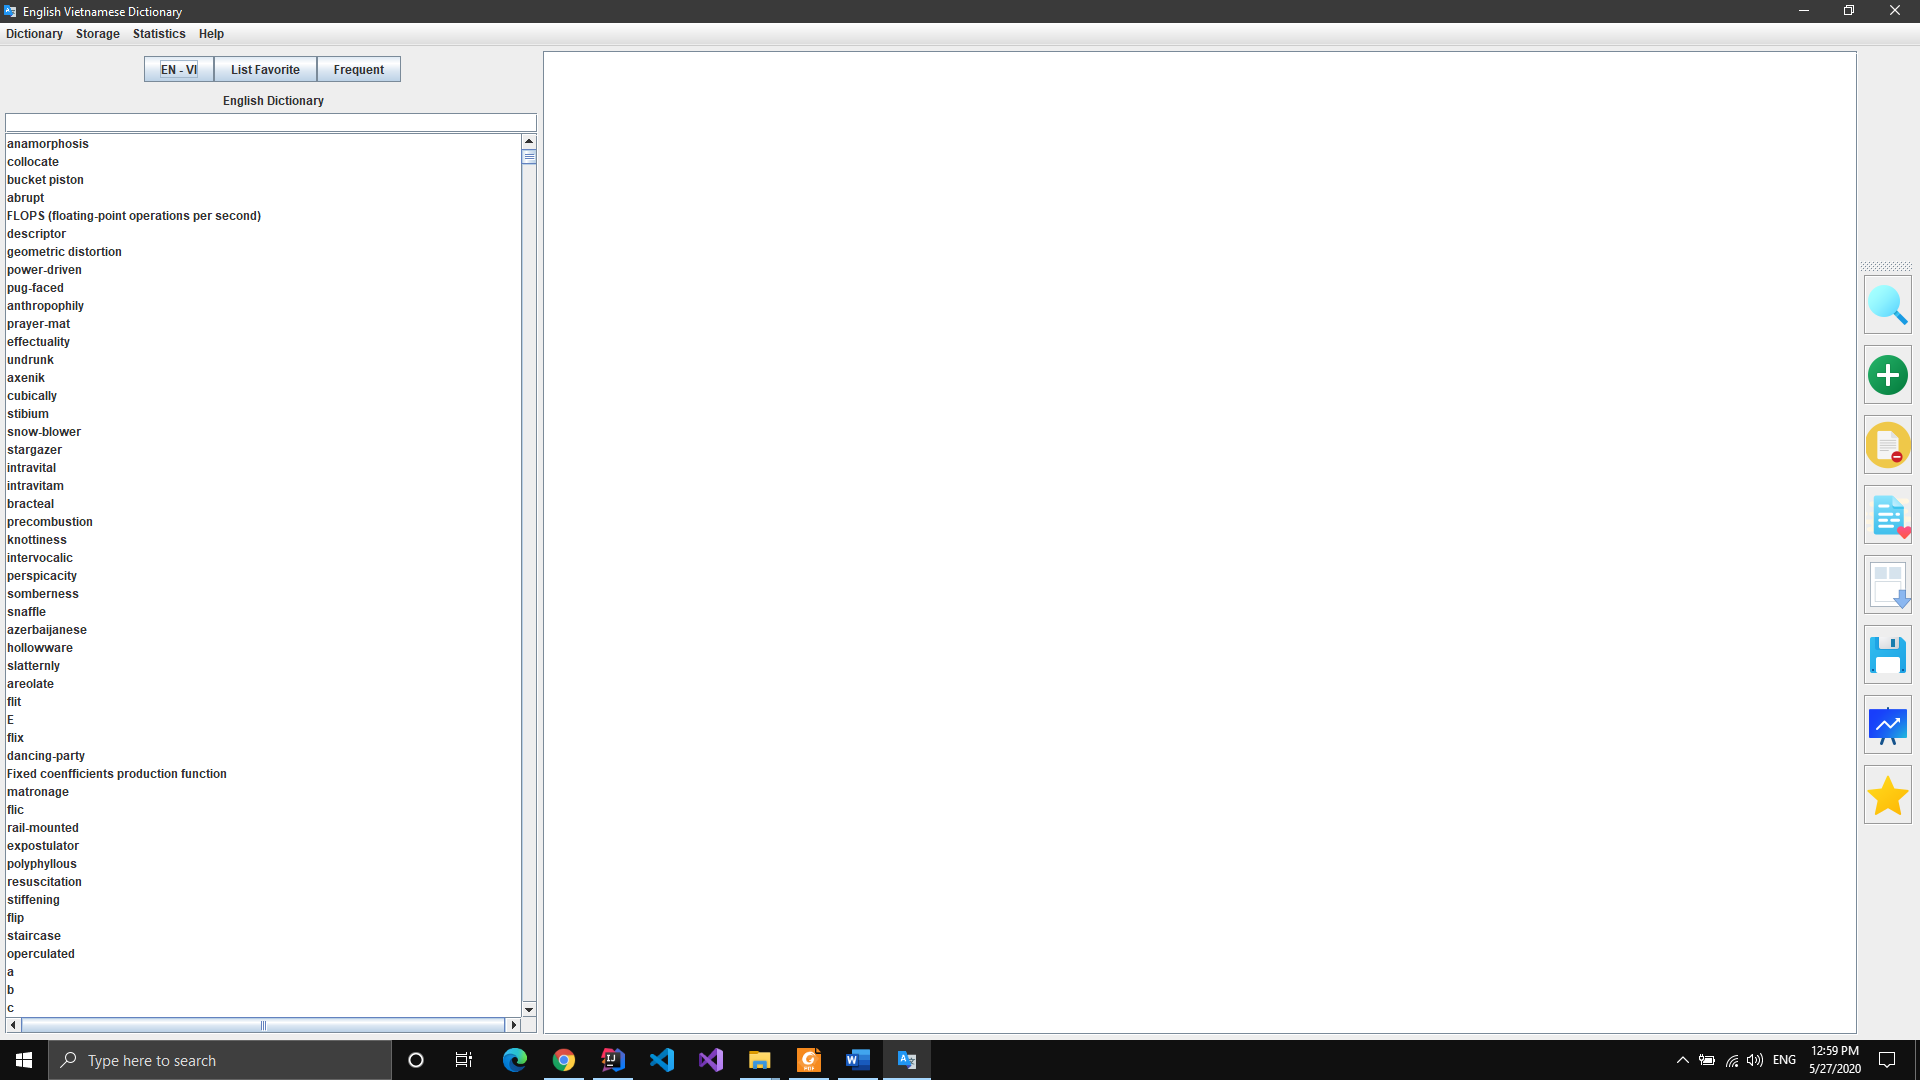 English Vietnamese Dictionary
Dictionary Storage Statistics Help
EN - VI List Favorite Frequent
English Dictionary
anamorphosis
collocate
bucket piston
abrupt
FLOPS (floating-point operations per second)
descriptor
geometric distortion
power-driven
pug-faced
anthropophily
prayer-mat
effectuality
undrunk
axenik
cubically
stibium
snow-blower
stargazer
intravital
intravitam
bracteal
precombustion
knottiness
intervocalic
perspicacity
somberness
snaffle
azerbaijanese
hollowware
slatternly
areolate
flit
E
flix
dancing-party
Fixed coenfficients production function
matronage
flic
rail-mounted
expostulator
polyphyllous
resuscitation
stiffening
flip
staircase
operculated
a
b
c
Type here to search
ENG
12:59 PM
5/27/2020